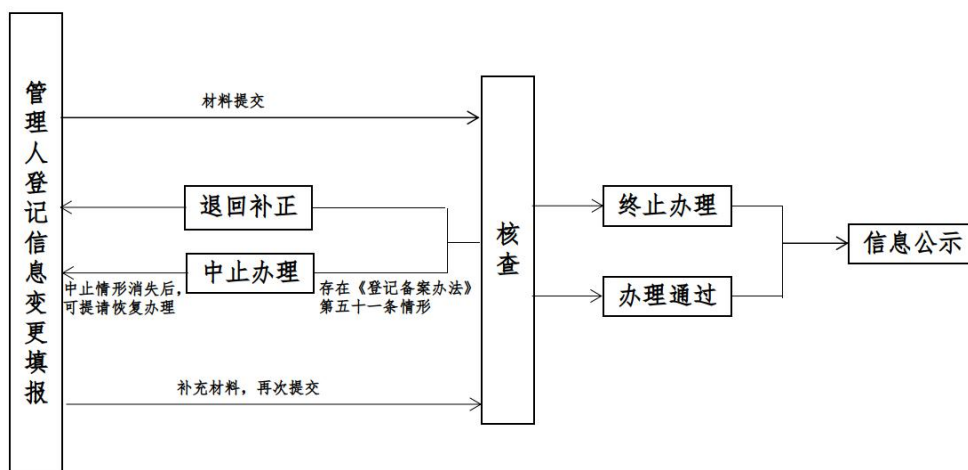 管理人登记信息变更填报
材料提交
退回补正
中止办理
中止情形消失后，
可提请恢复办理
存在《登记备案办法》
第五十一条情形
补充材料，再次提交
核查
终止办理
办理通过
信息公示